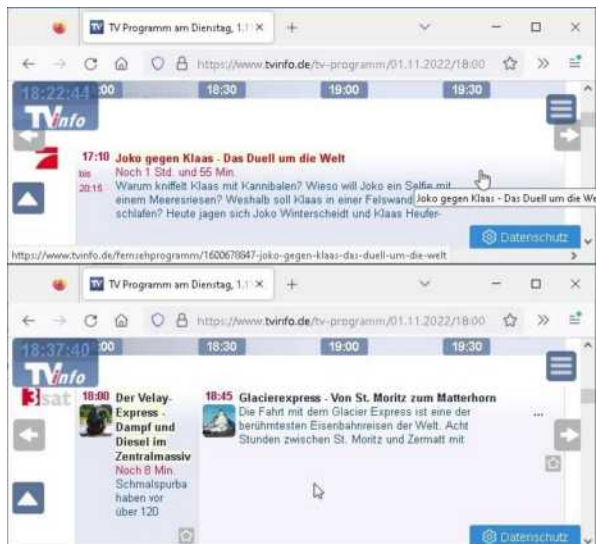 TV Programm am Dienstag, 1.1
https://www.tvinfo.de/tv-programm/01.11.2022/18:00
18:22:44 :00 18:30 19:00 19:30
TVinfo
17:10 Joko gegen Klaas - Das Duell um die Welt
bis Noch 1 Std. und 55 Min.
20:15 Warum kniffelt Klaas mit Kannibalen? Wieso will Joko ein Selfie mit
einem Meeresriesen? Weshalb soll Klaas in einer Felswand
schlafen? Heute jagen sich Joko Winterscheidt und Klaas Heufer-
Joko gegen Klaas - Das Duell um die We
Datenschutz
https://www.tvinfo.de/fernsehprogramm/1600678647-joko-gegen-klaas-das-duell-um-die-welt
TV Programm am Dienstag, 1.1
https://www.tvinfo.de/tv-programm/01.11.2022/18:00
18:37:40 :00 18:30 19:00 19:30
TVinfo
3sat
18:00 Der Velay-
Express -
Dampf und
Diesel im
Zentralmassiv
Noch 8 Min.
Schmalspurba
haben vor
über 120
18:45 Glacierexpress - Von St. Moritz zum Matterhorn
Die Fahrt mit dem Glacier Express ist eine der
berühmtesten Eisenbahnreisen der Welt. Acht
Stunden zwischen St. Moritz und Zermatt mit
...
Datenschutz